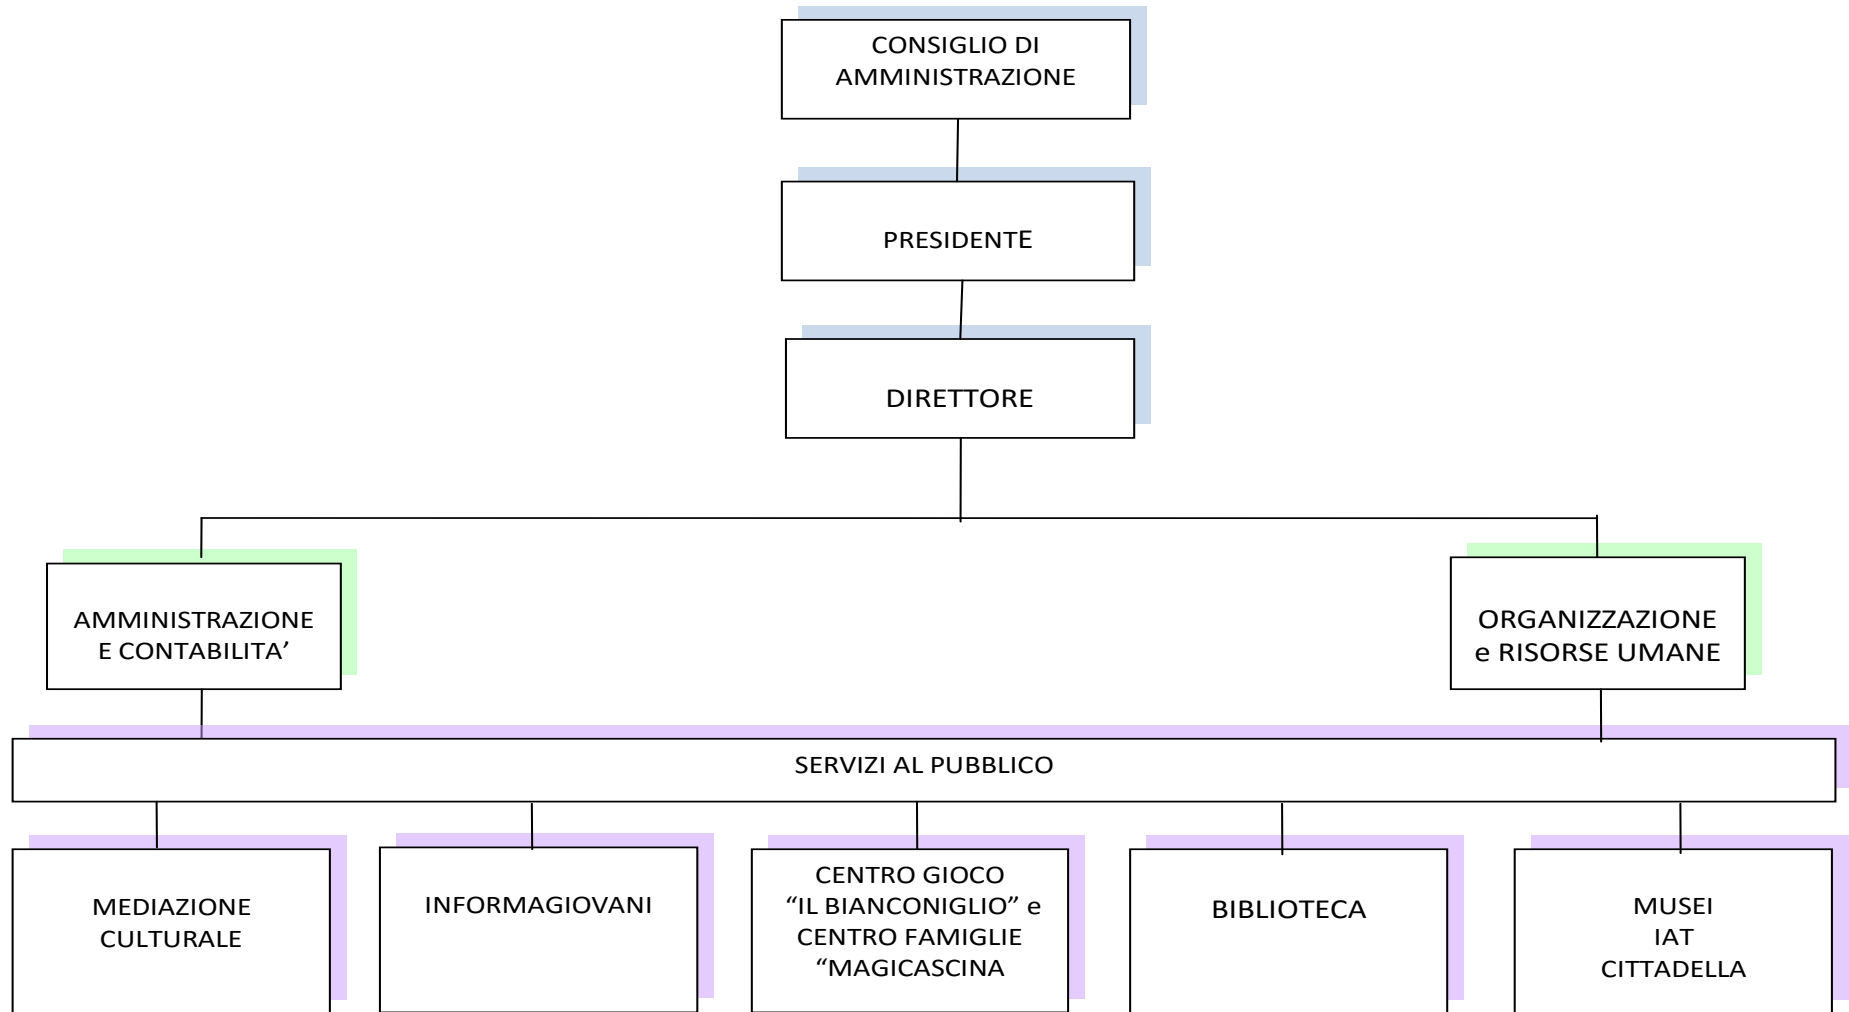 CONSIGLIO DI
AMMINISTRAZIONE
PRESIDENTE
DIRETTORE
AMMINISTRAZIONE
E CONTABILITA’
ORGANIZZAZIONE
e RISORSE UMANE
SERVIZI AL PUBBLICO
MEDIAZIONE
CULTURALE
INFORMAGIOVANI
CENTRO GIOCO
“IL BIANCONIGLIO” e
CENTRO FAMIGLIE
“MAGICASCINA
BIBLIOTECA
MUSEI
IAT
CITTADELLA